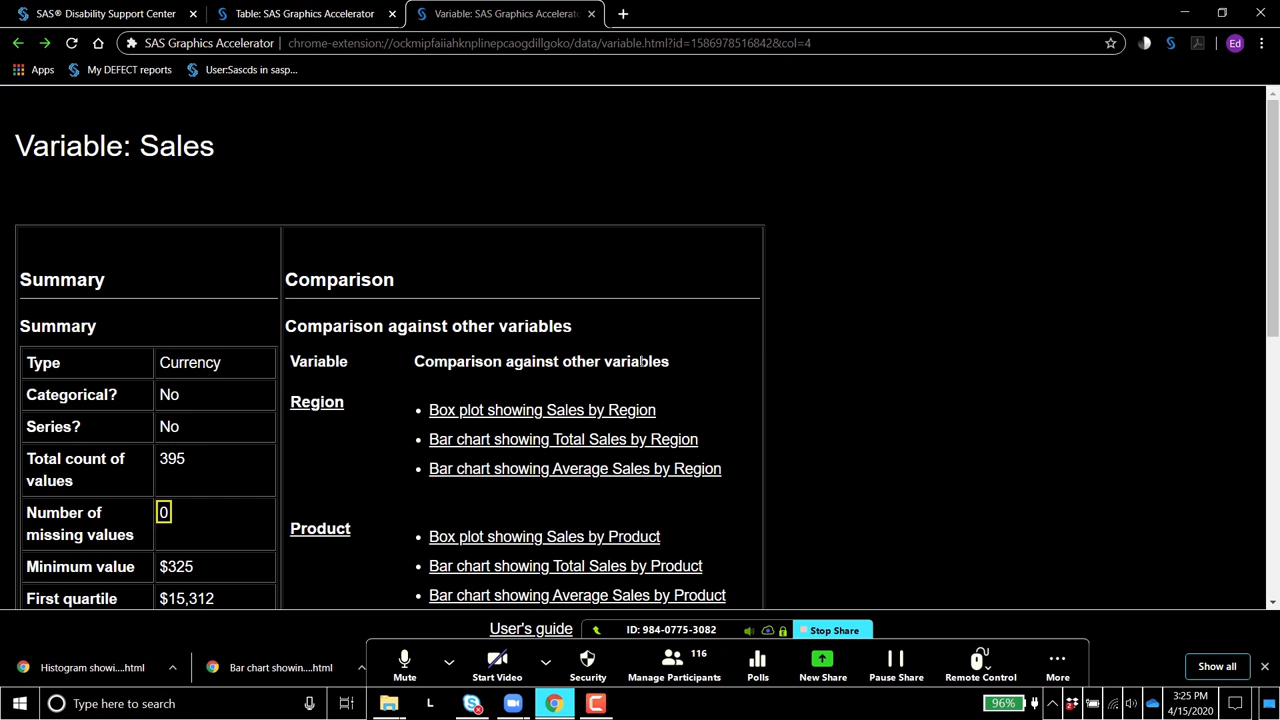 SAS® Disability Support Center
Table: SAS Graphics Accelerator
Variable: SAS Graphics Accelerato
SAS Graphics Accelerator
chrome-extension://ockmipfaiiahknplinepcaogdillgoko/data/variable.html?id=1586978516842&col=4
Ed
Apps
My DEFECT reports
User:Sascds in sasp...
Variable: Sales
Summary
Summary
Type Currency
Categorical? No
Series? No
Total count of values 395
Number of missing values 0
Minimum value $325
First quartile $15,312
Comparison
Comparison against other variables
Variable Comparison against other variables
Region
Box plot showing Sales by Region
Bar chart showing Total Sales by Region
Bar chart showing Average Sales by Region
Product
Box plot showing Sales by Product
Bar chart showing Total Sales by Product
Bar chart showing Average Sales by Product
User's guide
ID: 984-0775-3082
Stop Share
Histogram showi....html
Bar chart showin....html
Mute
Start Video
Security
116
Manage Participants
Polls
New Share
Pause Share
Remote Control
More
Show all
Type here to search
L
96%
3:25 PM
4/15/2020